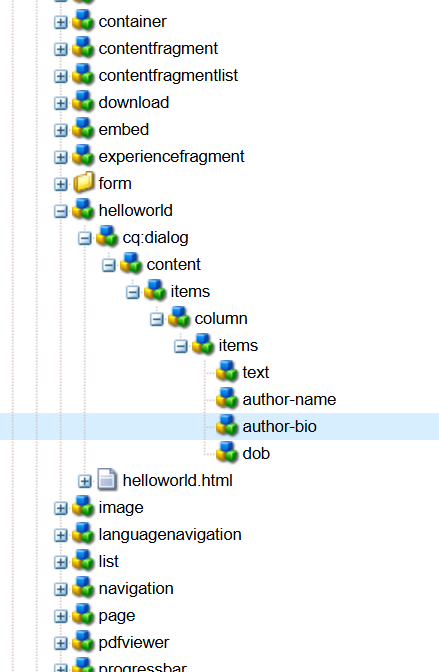 container
contentfragment
contentfragmentlist
download
embed
experiencefragment
form
helloworld
cq:dialog
content
items
column
items
text
author-name
author-bio
dob
helloworld.html
image
languagenavigation
list
navigation
page
pdfviewer
progressbar